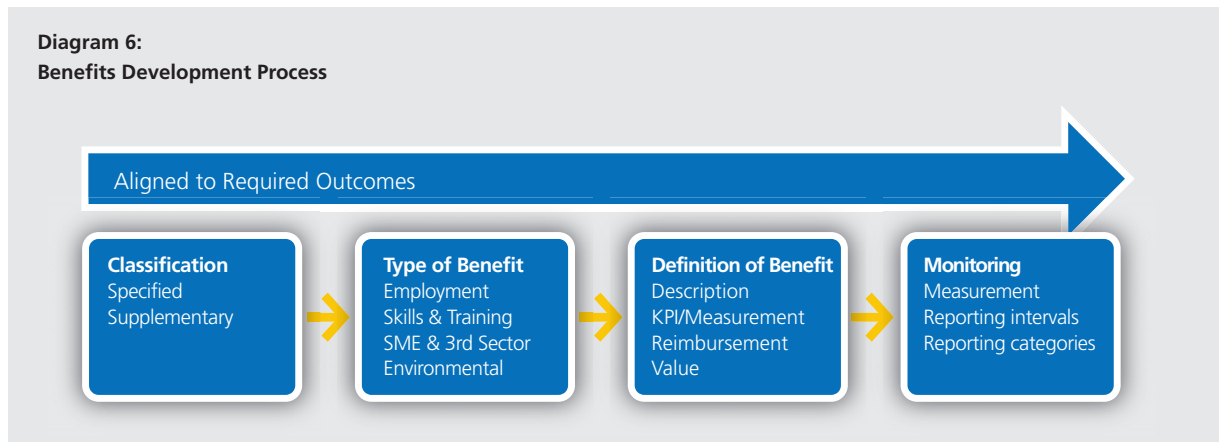 Diagram 6:
Benefits Development Process
Aligned to Required Outcomes
Classification
Specified
Supplementary
Type of Benefit
Employment
Skills & Training
SME & 3rd Sector
Environmental
Definition of Benefit
Description
KPI/Measurement
Reimbursement
Value
Monitoring
Measurement
Reporting intervals
Reporting categories